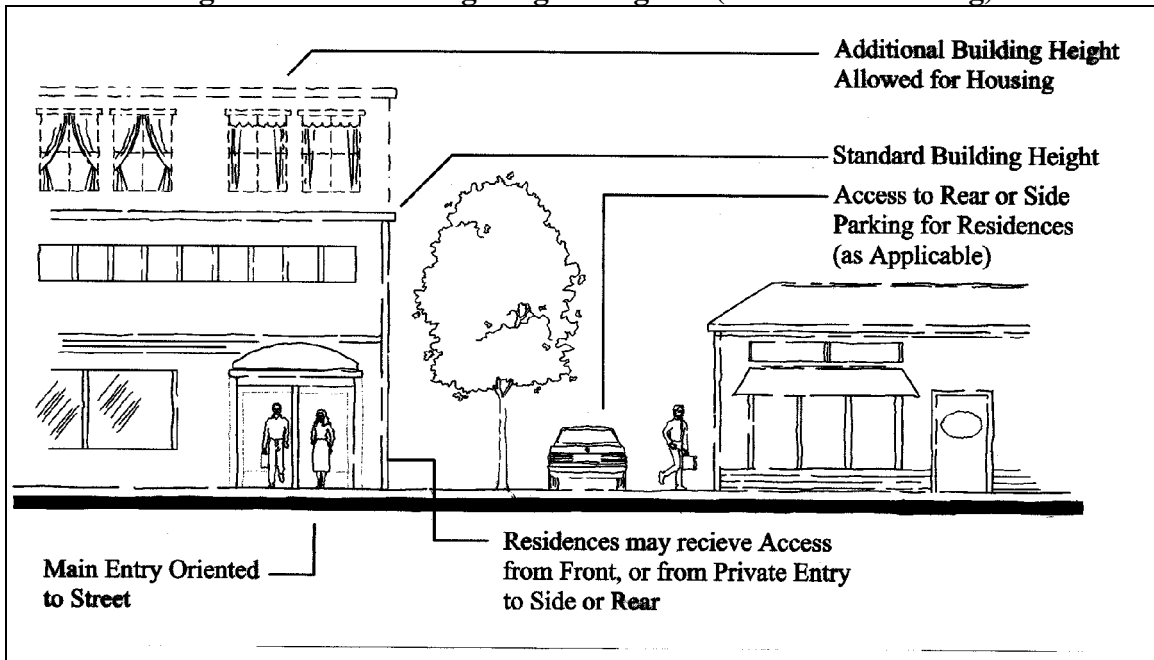 Additional Building Height
Allowed for Housing
Standard Building Height
Access to Rear or Side
Parking for Residences
(as Applicable)
Residences may recieve Access
from Front, or from Private Entry
to Side or Rear
Main Entry Oriented
to Street